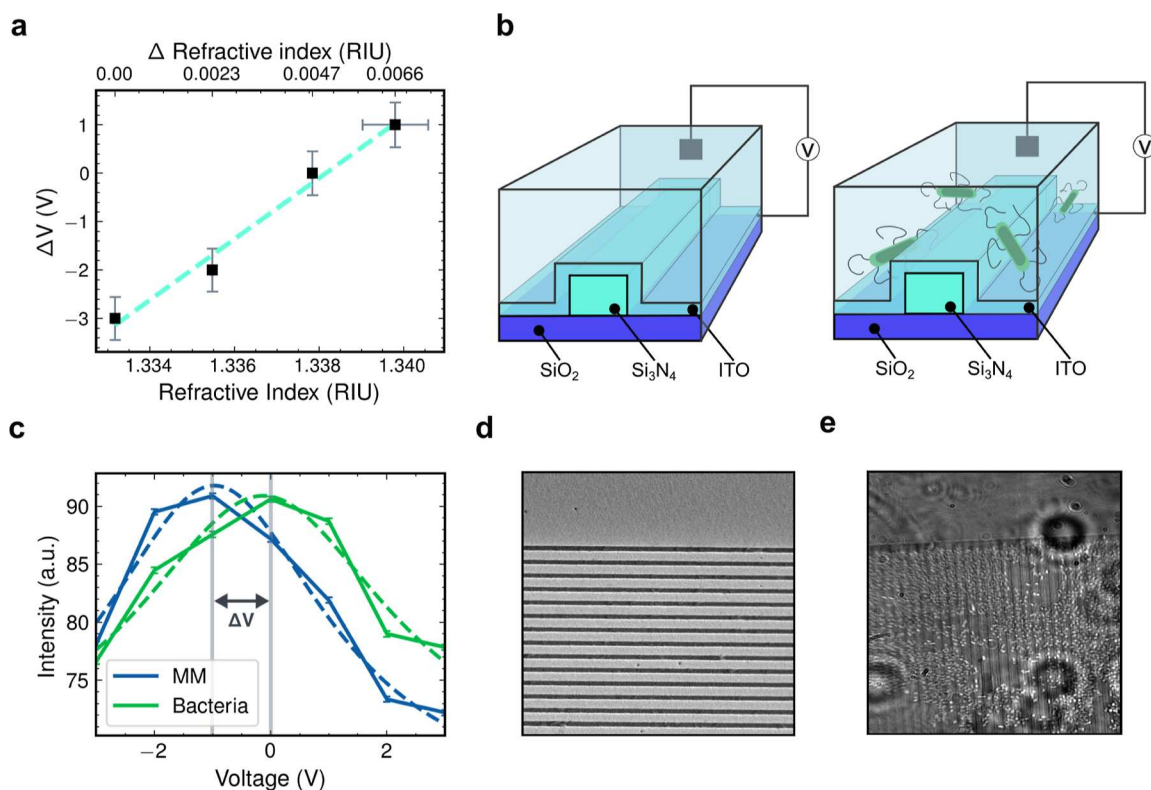 a
Δ Refractive index (RIU)
0.00 0.0023 0.0047 0.0066
ΔV (V)
1
0
−1
−2
−3
1.334 1.336 1.338 1.340
Refractive Index (RIU)
b
V
SiO₂ Si₃N₄ ITO
V
SiO₂ Si₃N₄ ITO
c
Intensity (a.u.)
90
85
80
75
ΔV
MM
Bacteria
−2 0 2
Voltage (V)
d
e